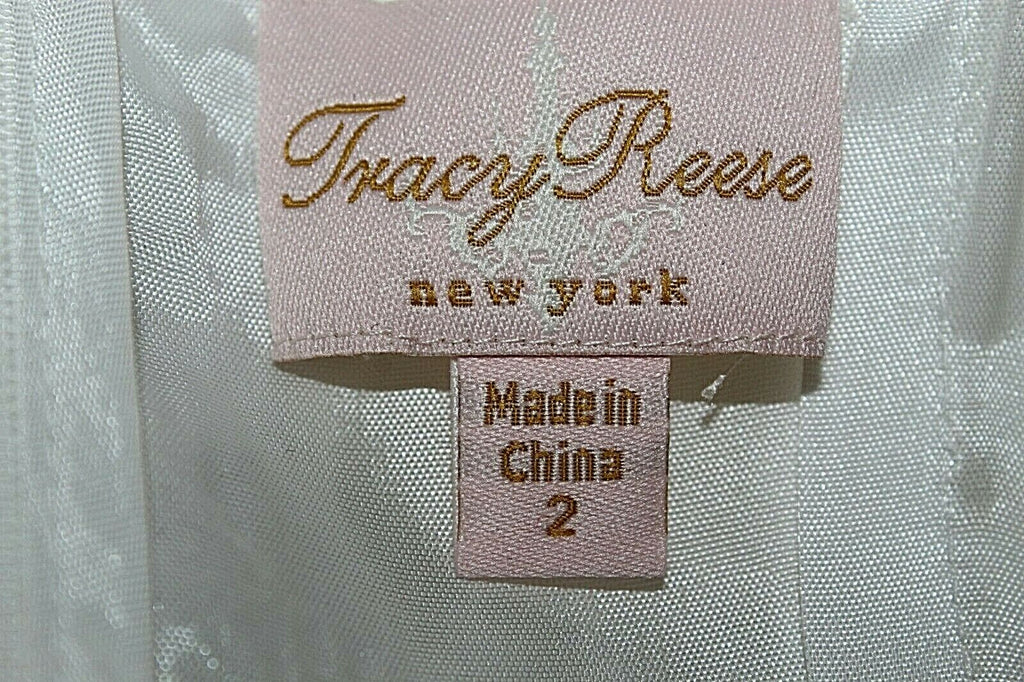 Tracy Reese
new york
Made in
China
2